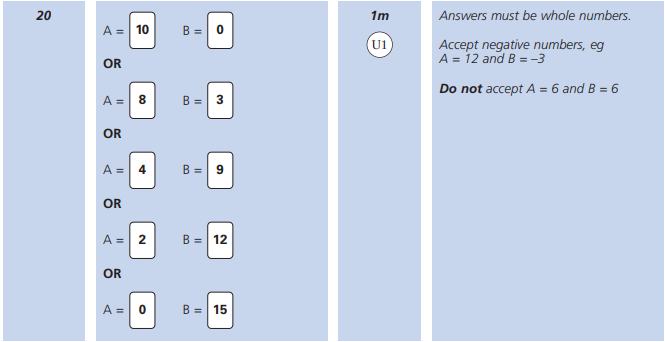 20
A = 10 B = 0
OR
A = 8 B = 3
OR
A = 4 B = 9
OR
A = 2 B = 12
OR
A = 0 B = 15
1m
U1
Answers must be whole numbers.
Accept negative numbers, eg
A = 12 and B = –3
Do not accept A = 6 and B = 6